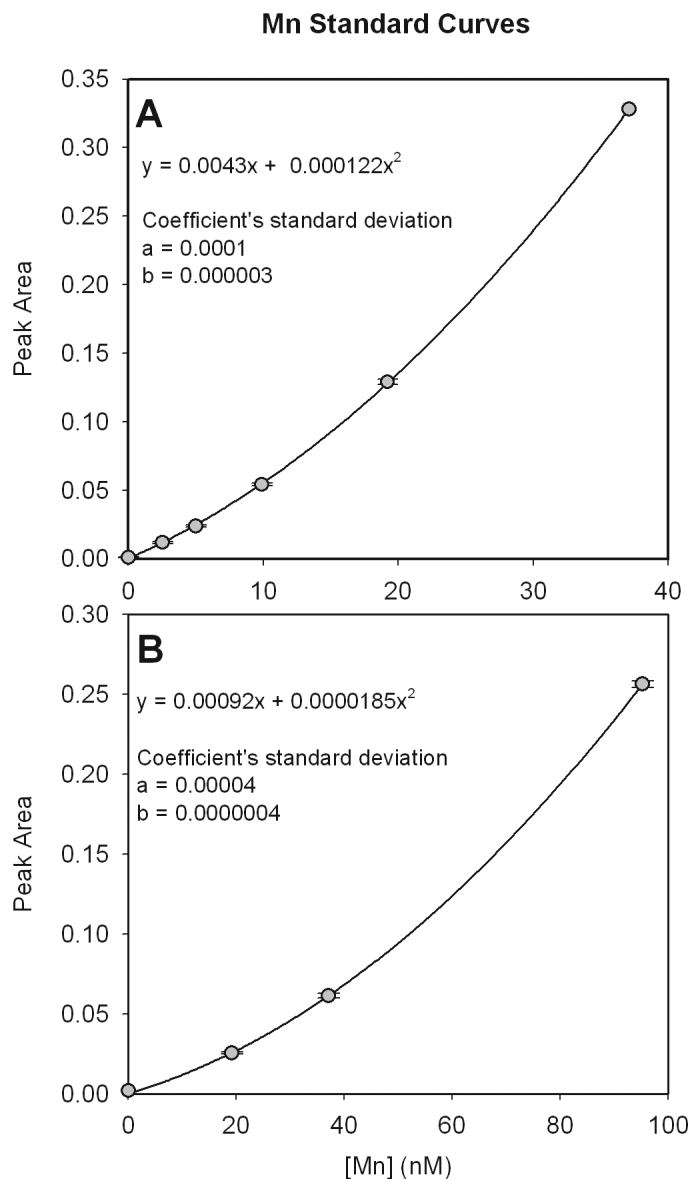 Mn Standard Curves
A
y = 0.0043x + 0.000122x²
Coefficient's standard deviation
a = 0.0001
b = 0.000003
Peak Area
0.35
0.30
0.25
0.20
0.15
0.10
0.05
0.00
0 10 20 30 40
B
y = 0.00092x + 0.0000185x²
Coefficient's standard deviation
a = 0.00004
b = 0.0000004
Peak Area
0.30
0.25
0.20
0.15
0.10
0.05
0.00
0 20 40 60 80 100
[Mn] (nM)